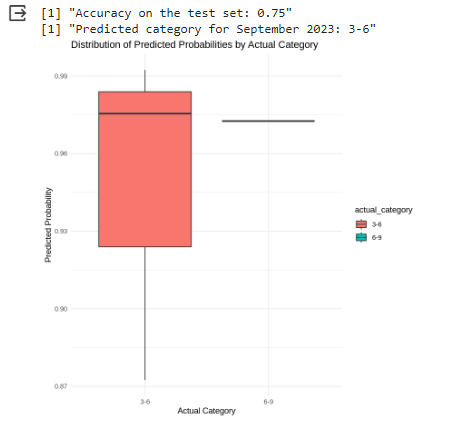 [1] "Accuracy on the test set: 0.75"
[1] "Predicted category for September 2023: 3-6"
Distribution of Predicted Probabilities by Actual Category
0.99
0.96
0.93
0.90
0.87
Predicted Probability
3-6
6-9
Actual Category
actual_category
3-6
6-9